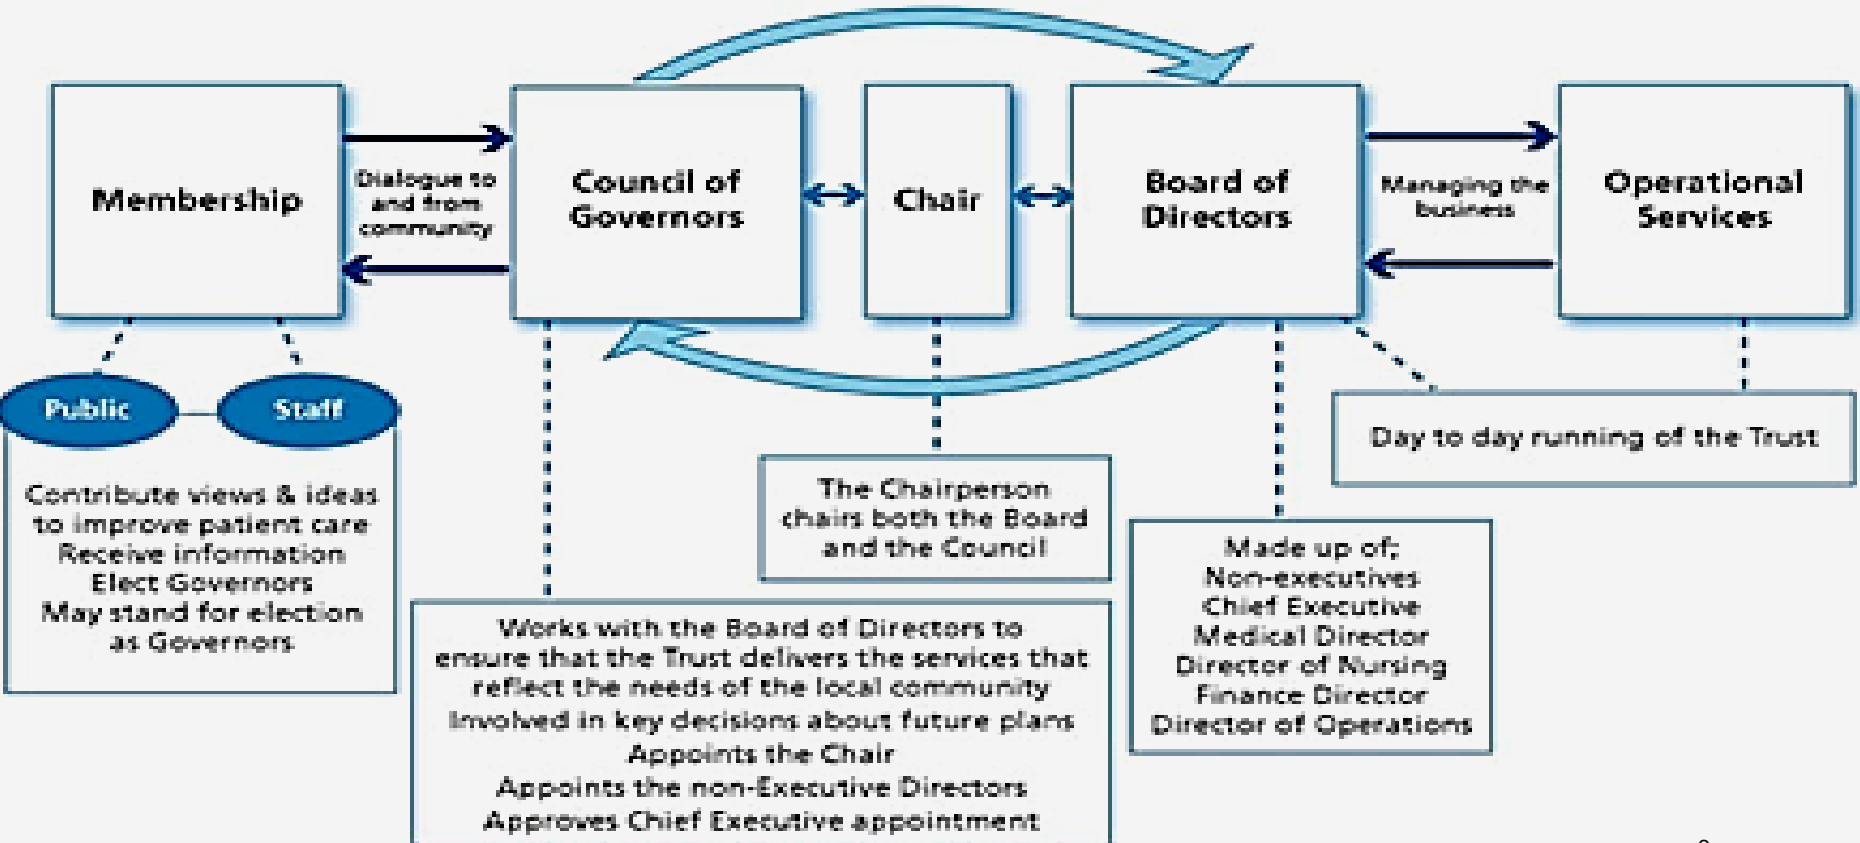 Membership
Dialogue to
and from
community
Council of
Governors
Chair
Board of
Directors
Managing the
business
Operational
Services
Public
Staff
Contribute views & ideas
to improve patient care
Receive information
Elect Governors
May stand for election
as Governors
Works with the Board of Directors to
ensure that the Trust delivers the services that
reflect the needs of the local community
Involved in key decisions about future plans
Appoints the Chair
Appoints the non-Executive Directors
Approves Chief Executive appointment
The Chairperson
chairs both the Board
and the Council
Made up of;
Non-executives
Chief Executive
Medical Director
Director of Nursing
Finance Director
Director of Operations
Day to day running of the Trust